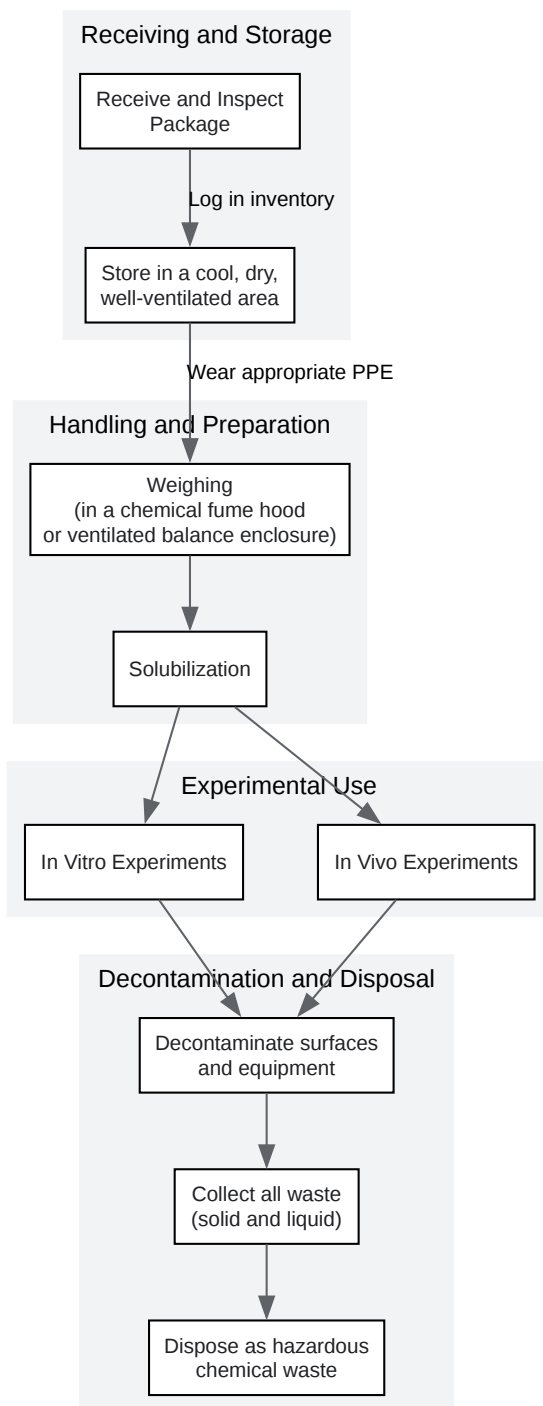 Receiving and Storage
Receive and Inspect
Package
Log in inventory
Store in a cool, dry,
well-ventilated area
Wear appropriate PPE
Handling and Preparation
Weighing
(in a chemical fume hood
or ventilated balance enclosure)
Solubilization
Experimental Use
In Vitro Experiments
In Vivo Experiments
Decontamination and Disposal
Decontaminate surfaces
and equipment
Collect all waste
(solid and liquid)
Dispose as hazardous
chemical waste